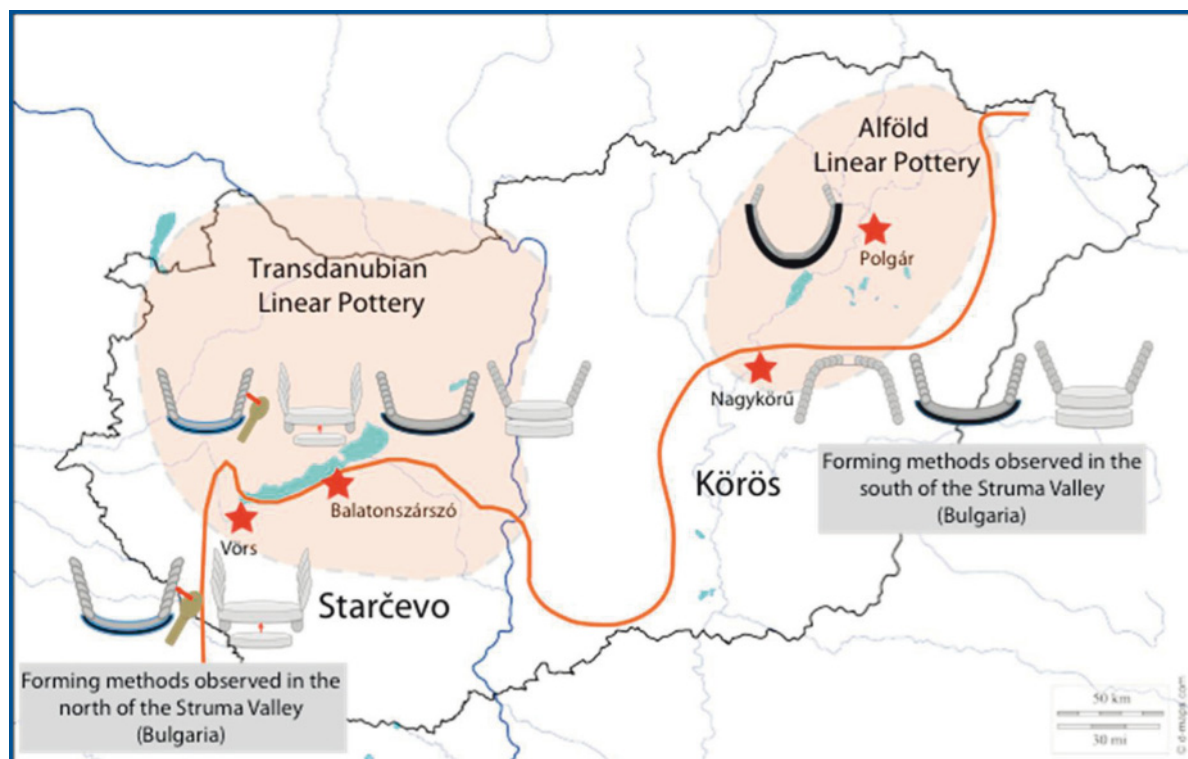 Alföld
Linear Pottery
Polgár
Transdanubian
Linear Pottery
Nagykörű
Forming methods observed in the
south of the Struma Valley
(Bulgaria)
Körös
Balatonszárszó
Vörs
Starčevo
Forming methods observed in the
north of the Struma Valley
(Bulgaria)
50 km
30 mi
© d-maps.com